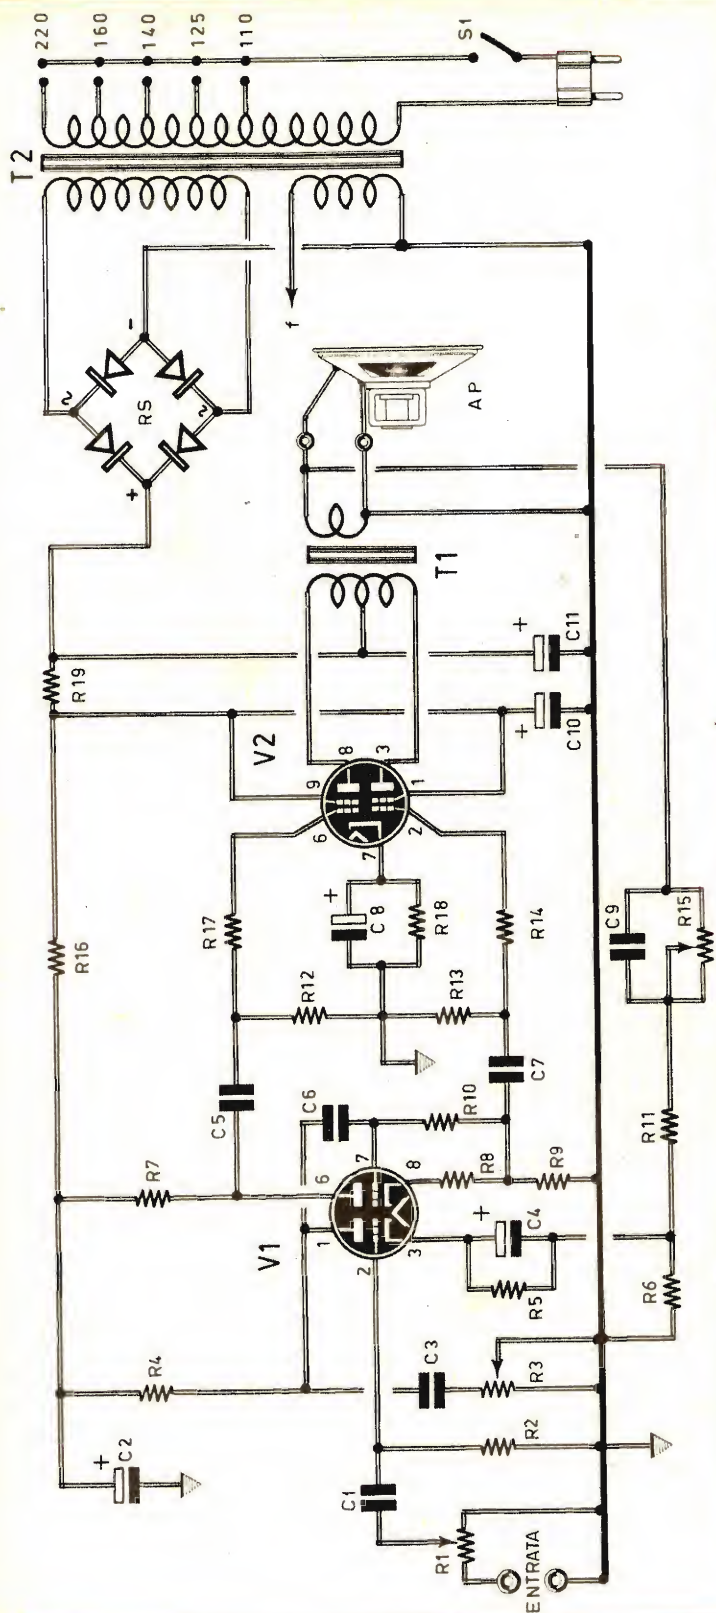 220
160
140
125
110
S1
T2
f
RS
~
~
+
-
AP
T1
R19
+
C11
+
C10
V2
9
8
6
3
7
1
2
R16
R17
+
C8
R18
R14
R12
R13
C9
R15
C5
C6
R10
C7
R7
V1
6
1
7
2
8
3
R8
R9
+
C4
R5
R11
R6
R4
C3
R3
R2
+
C2
C1
R1
ENTRATA